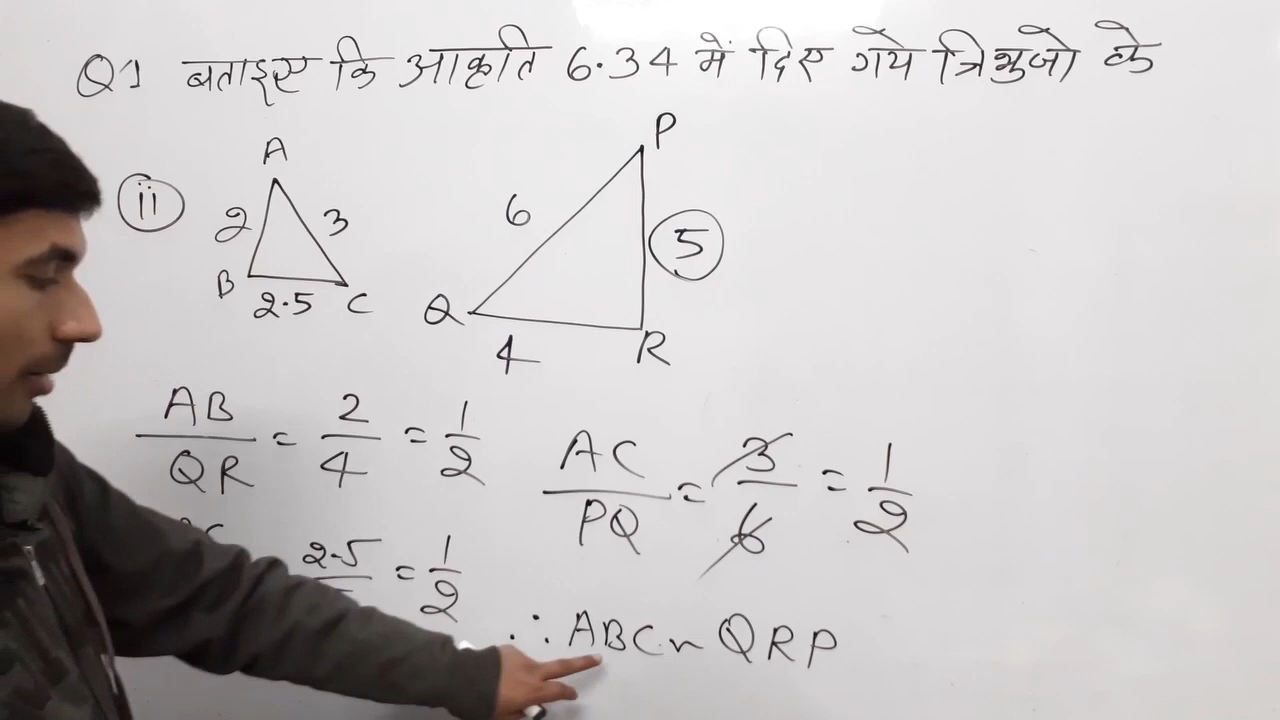 Q1 बताइए कि आकृति 6.34 में दिए गये त्रिभुजो के
ii
A
2 3
B 2.5 C
P
6 5
Q 4 R
AB/QR = 2/4 = 1/2
AC/PQ = 3/6 = 1/2
2.5 = 1/2
∴ ABC ~ QRP